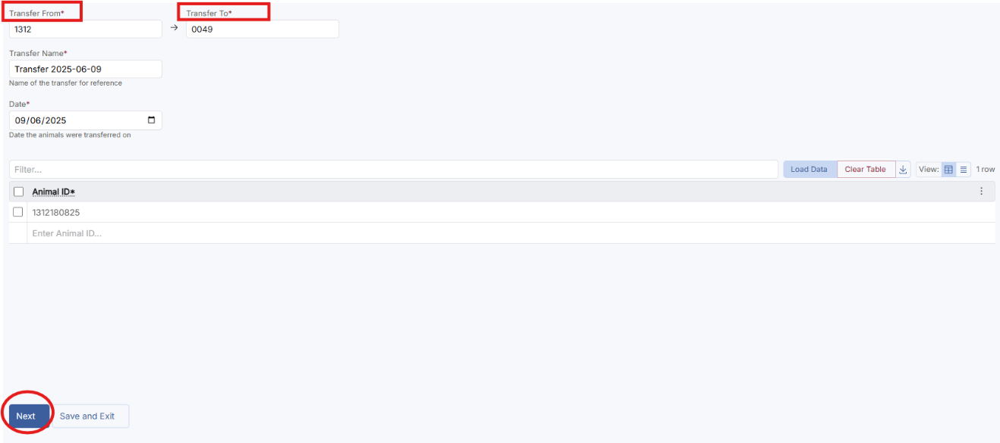 Transfer From* Transfer To*
1312 → 0049
Transfer Name*
Transfer 2025-06-09
Name of the transfer for reference
Date*
09/06/2025
Date the animals were transferred on
Filter... Load Data Clear Table View: 1 row
Animal ID*
1312180825
Enter Animal ID...
Next Save and Exit